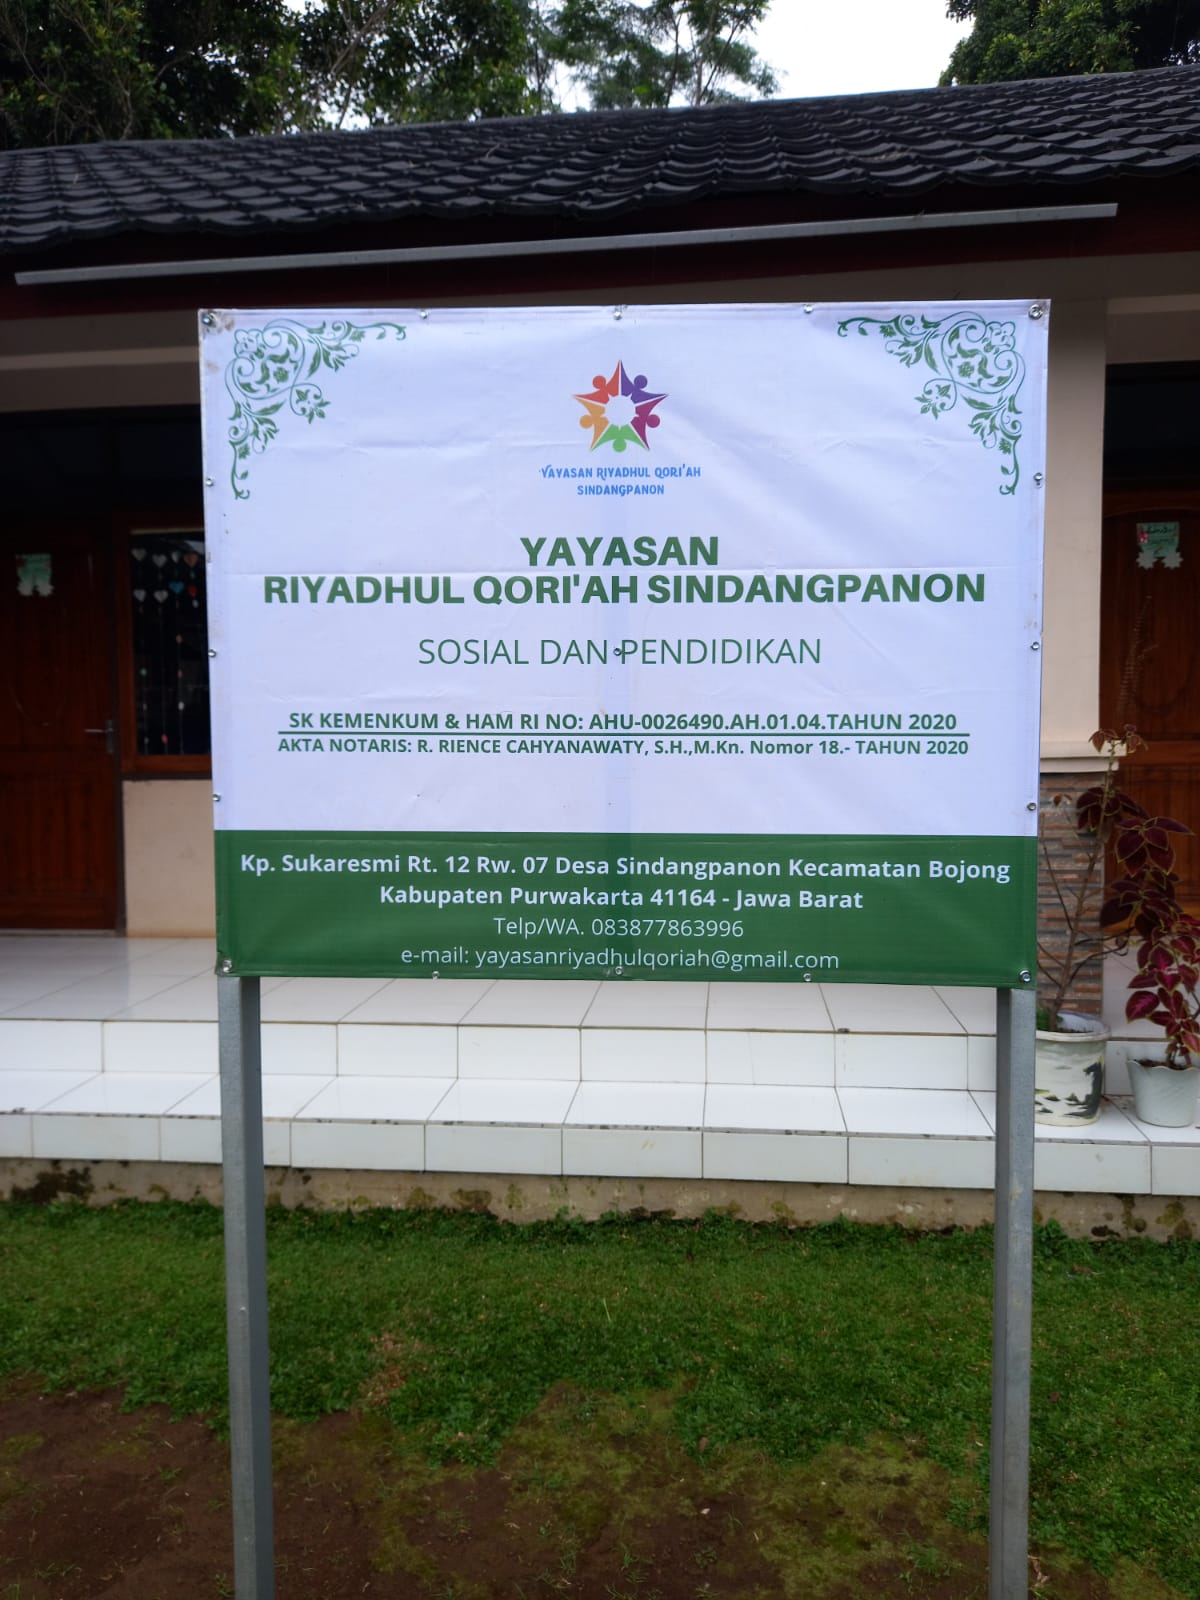 YAYASAN RIYADHUL QORI'AH
SINDANGPANON
YAYASAN
RIYADHUL QORI'AH SINDANGPANON
SOSIAL DAN PENDIDIKAN
SK KEMENKUM & HAM RI NO: AHU-0026490.AH.01.04.TAHUN 2020
AKTA NOTARIS: R. RIENCE CAHYANAWATY, S.H.,M.Kn. Nomor 18.- TAHUN 2020
Kp. Sukaresmi Rt. 12 Rw. 07 Desa Sindangpanon Kecamatan Bojong
Kabupaten Purwakarta 41164 - Jawa Barat
Telp/WA. 083877863996
e-mail: yayasanriyadhulqoriah@gmail.com